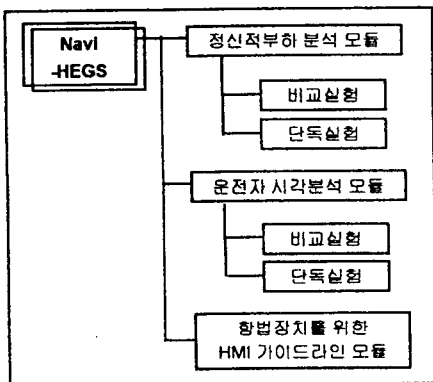 Navi
-HEGS
정신적부하 분석 모듈
비교실험
단독실험
운전자 시각분석 모듈
비교실험
단독실험
항법장치를 위한
HMI 가이드라인 모듈